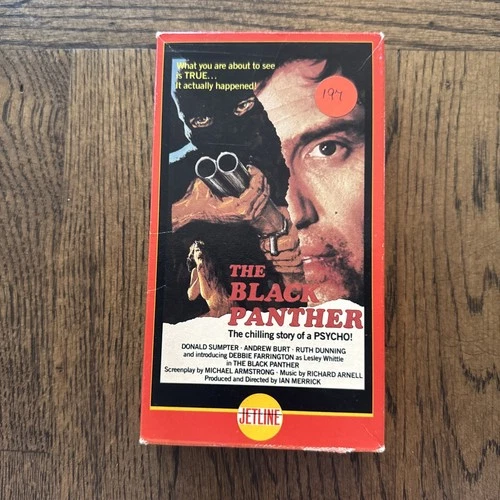 What you are about to see
is TRUE...
It actually happened!
197
THE
BLACK
PANTHER
The chilling story of a PSYCHO!
DONALD SUMPTER · ANDREW BURT · RUTH DUNNING
and introducing DEBBIE FARRINGTON as Lesley Whittle
in THE BLACK PANTHER
Screenplay by MICHAEL ARMSTRONG · Music by RICHARD ARNELL
Produced and Directed by IAN MERRICK
JETLINE